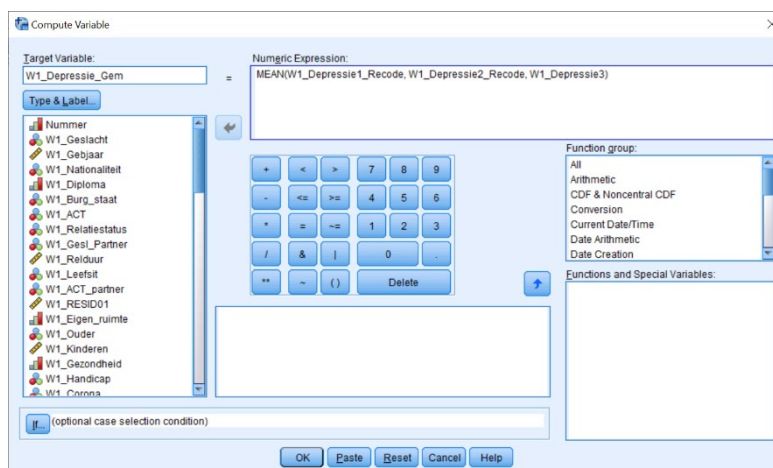 Compute Variable
Target Variable:
W1_Depressie_Gem
=
Numeric Expression:
MEAN(W1_Depressie1_Recode, W1_Depressie2_Recode, W1_Depressie3)
Type & Label...
Nummer
W1_Geslacht
W1_Gebjaar
W1_Nationaliteit
W1_Diploma
W1_Burg_staat
W1_ACT
W1_Relatiestatus
W1_Gesl_Partner
W1_Relduur
W1_Leefsit
W1_ACT_partner
W1_RESID01
W1_Eigen_ruimte
W1_Ouder
W1_Kinderen
W1_Gezondheid
W1_Handicap
W1_Corona
+ < > 7 8 9
- <= >= 4 5 6
* = ~= 1 2 3
/ & | 0 .
** ~ () Delete
Function group:
All
Arithmetic
CDF & Noncentral CDF
Conversion
Current Date/Time
Date Arithmetic
Date Creation
Functions and Special Variables:
If... (optional case selection condition)
OK Paste Reset Cancel Help